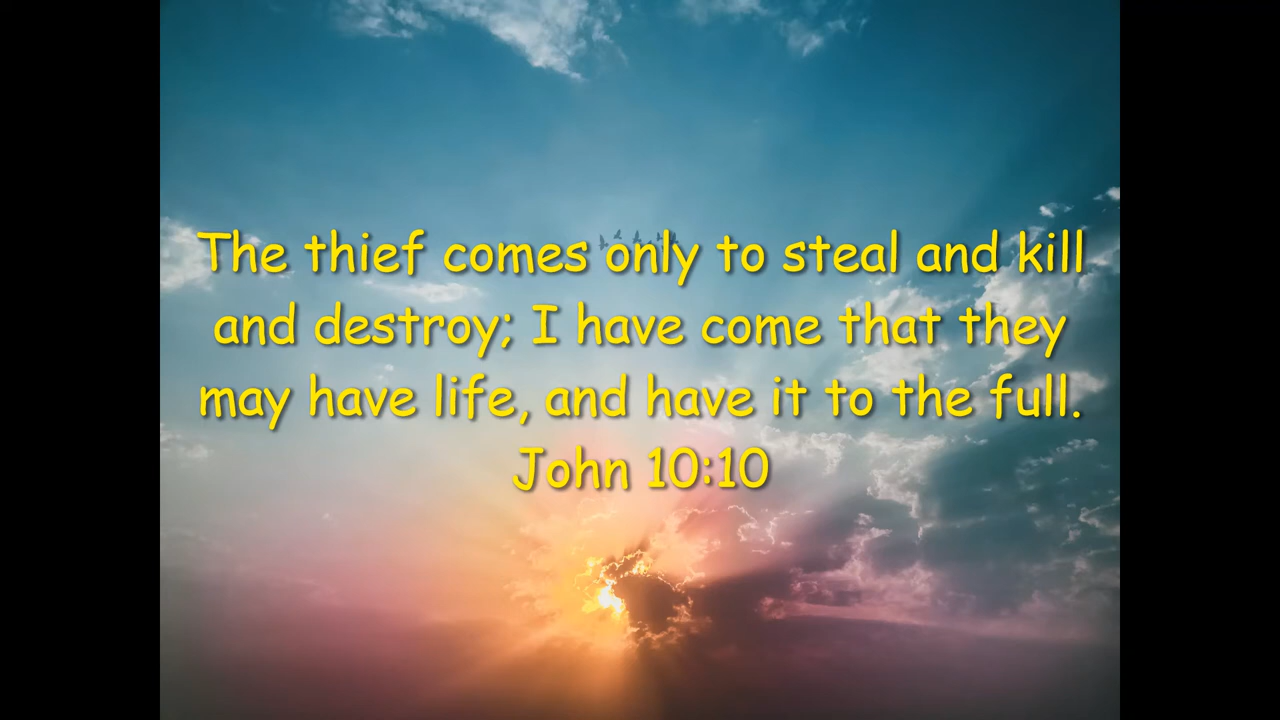 The thief comes only to steal and kill
and destroy; I have come that they
may have life, and have it to the full.
John 10:10